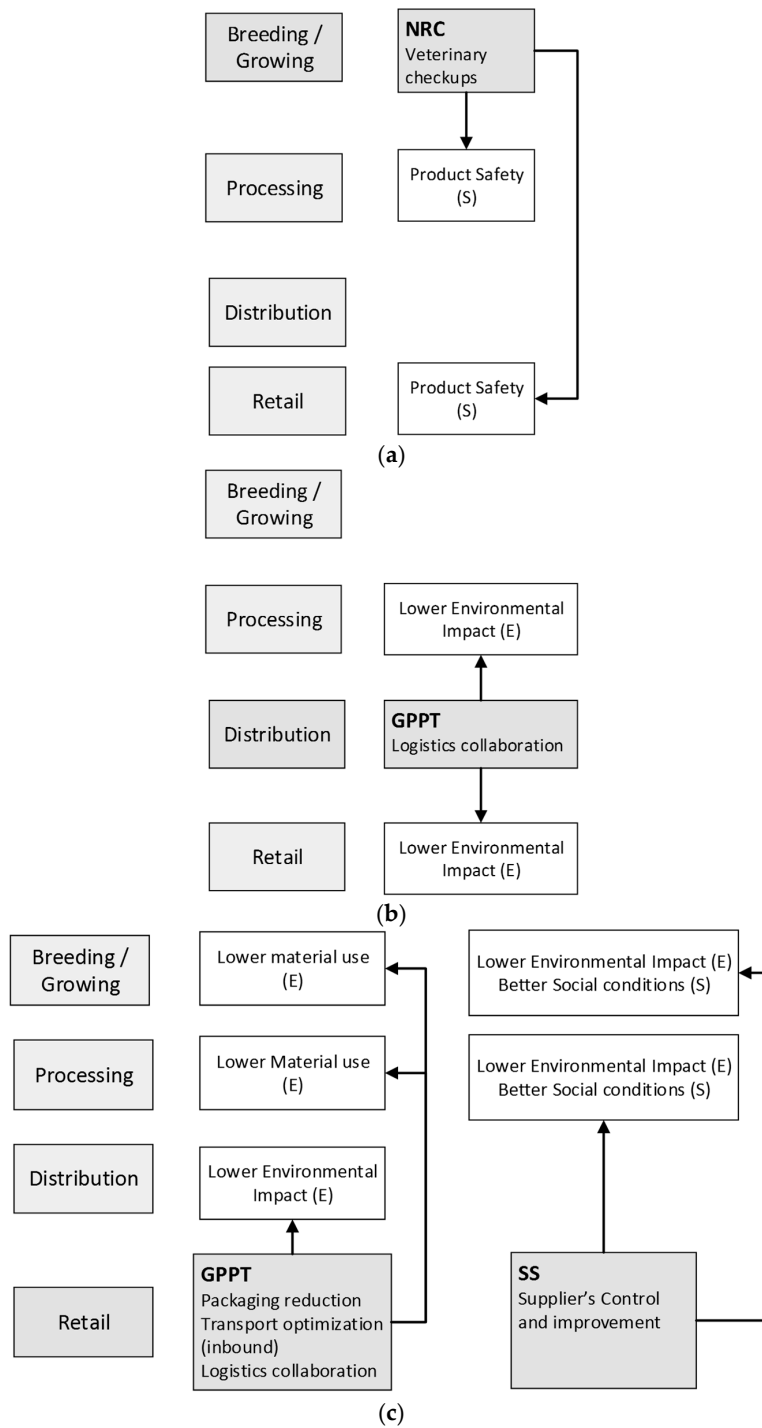 Breeding /
Growing
NRC
Veterinary
checkups
Processing
Product Safety
(S)
Distribution
Retail
Product Safety
(S)
(a)
Breeding /
Growing
Processing
Lower Environmental
Impact (E)
Distribution
GPPT
Logistics collaboration
Retail
Lower Environmental
Impact (E)
(b)
Breeding /
Growing
Lower material use
(E)
Lower Environmental Impact (E)
Better Social conditions (S)
Processing
Lower Material use
(E)
Lower Environmental Impact (E)
Better Social conditions (S)
Distribution
Lower Environmental
Impact (E)
Retail
GPPT
Packaging reduction
Transport optimization
(inbound)
Logistics collaboration
SS
Supplier’s Control
and improvement
(c)